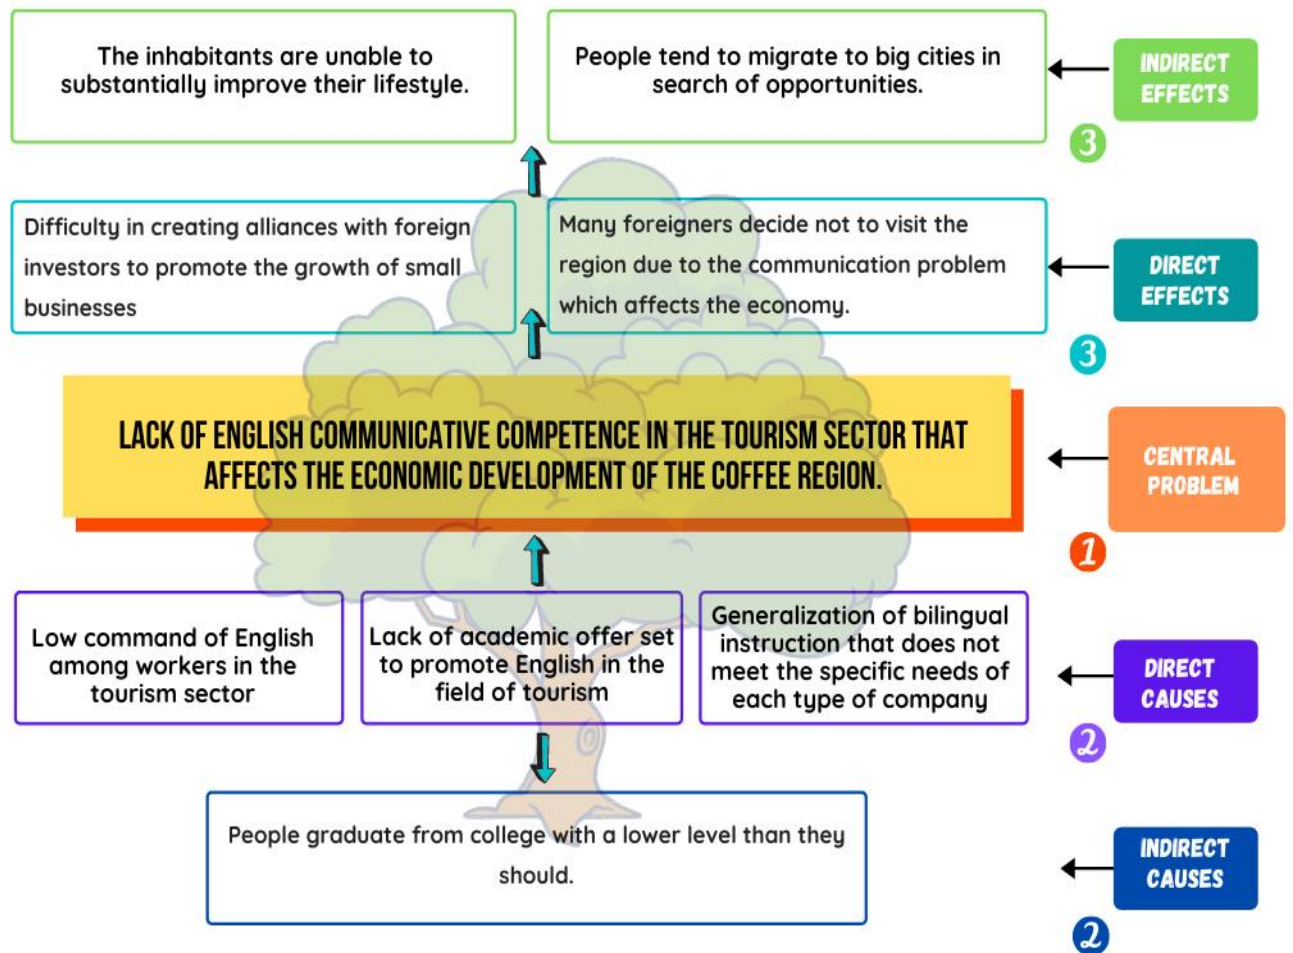 The inhabitants are unable to
substantially improve their lifestyle.
People tend to migrate to big cities in
search of opportunities.
INDIRECT
EFFECTS
3
Difficulty in creating alliances with foreign
investors to promote the growth of small
businesses
Many foreigners decide not to visit the
region due to the communication problem
which affects the economy.
DIRECT
EFFECTS
3
LACK OF ENGLISH COMMUNICATIVE COMPETENCE IN THE TOURISM SECTOR THAT
AFFECTS THE ECONOMIC DEVELOPMENT OF THE COFFEE REGION.
CENTRAL
PROBLEM
1
Low command of English
among workers in the
tourism sector
Lack of academic offer set
to promote English in the
field of tourism
Generalization of bilingual
instruction that does not
meet the specific needs of
each type of company
DIRECT
CAUSES
2
People graduate from college with a lower level than they
should.
INDIRECT
CAUSES
2